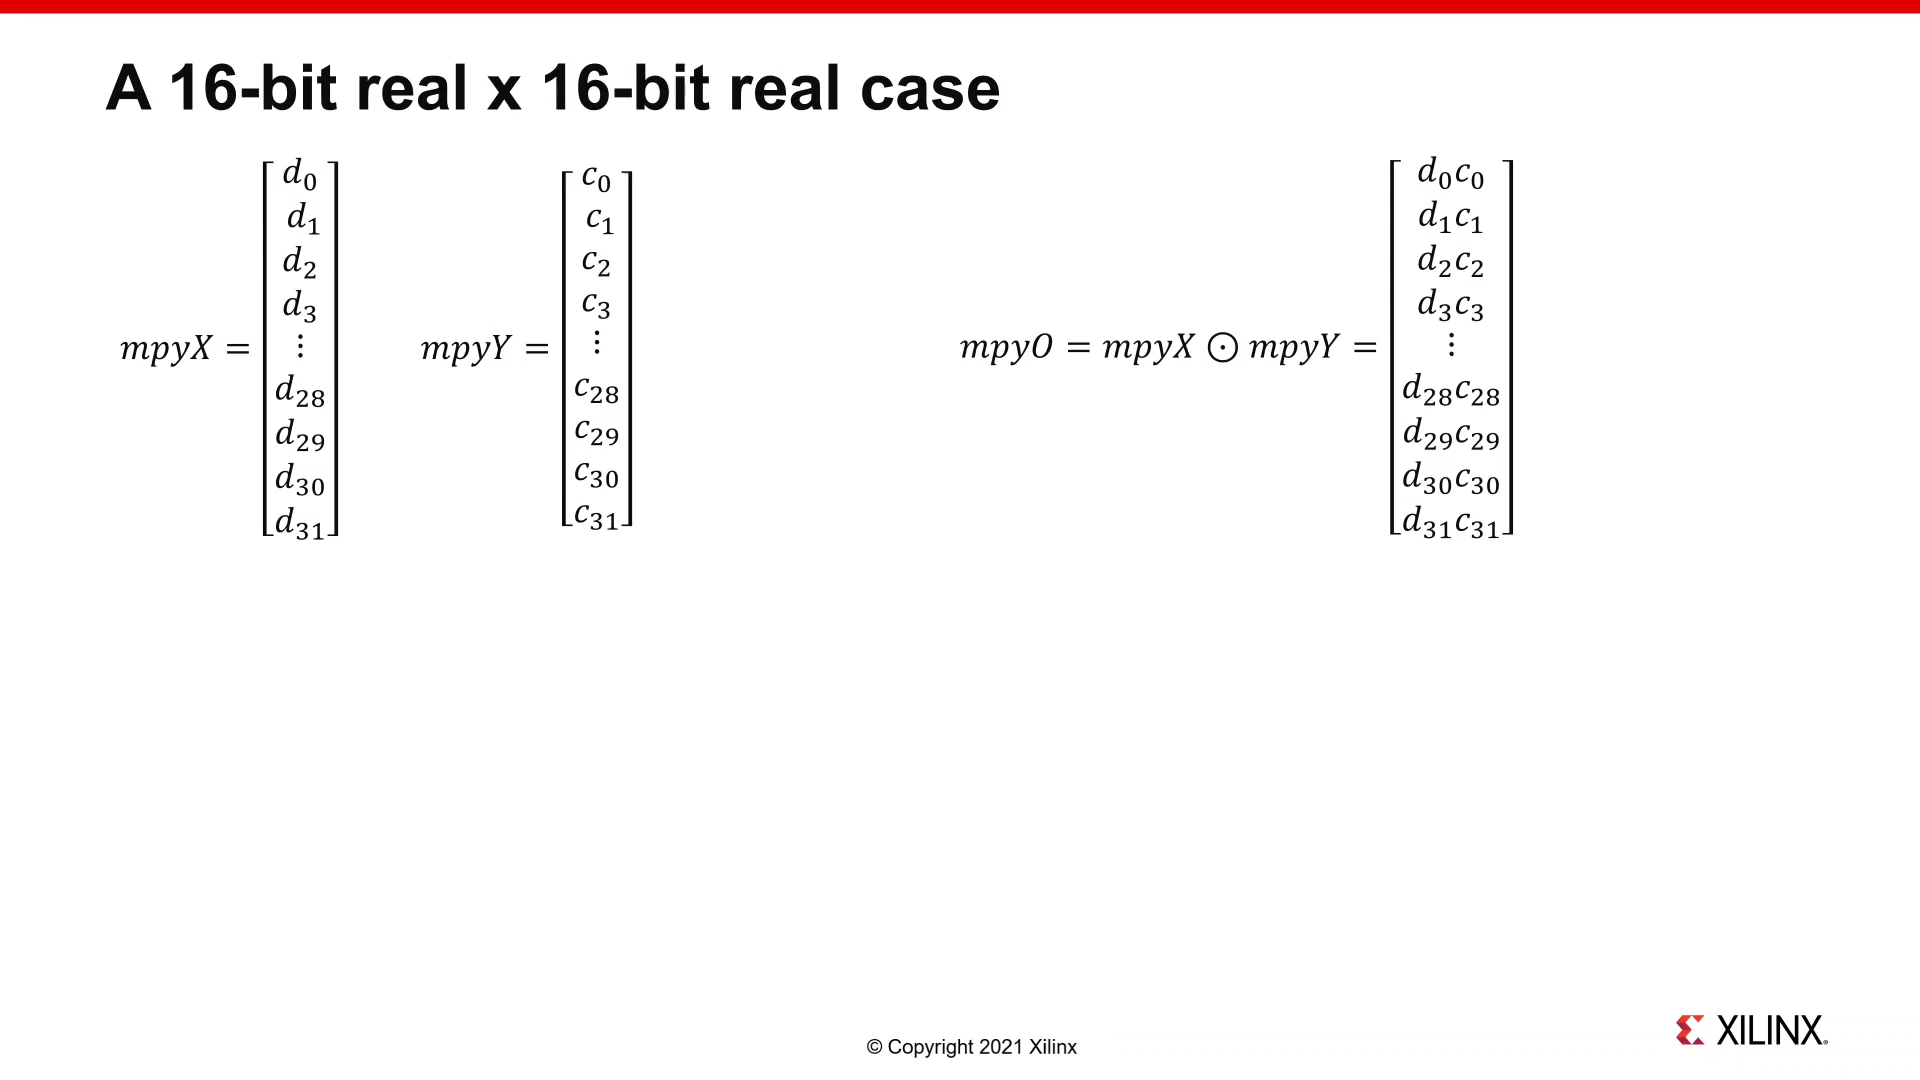 A 16-bit real x 16-bit real case
mpyX =
d₀
d₁
d₂
d₃
⋮
d₂₈
d₂₉
d₃₀
d₃₁
mpyY =
c₀
c₁
c₂
c₃
⋮
c₂₈
c₂₉
c₃₀
c₃₁
mpyO = mpyX ⊙ mpyY =
d₀c₀
d₁c₁
d₂c₂
d₃c₃
⋮
d₂₈c₂₈
d₂₉c₂₉
d₃₀c₃₀
d₃₁c₃₁
XILINX
© Copyright 2021 Xilinx